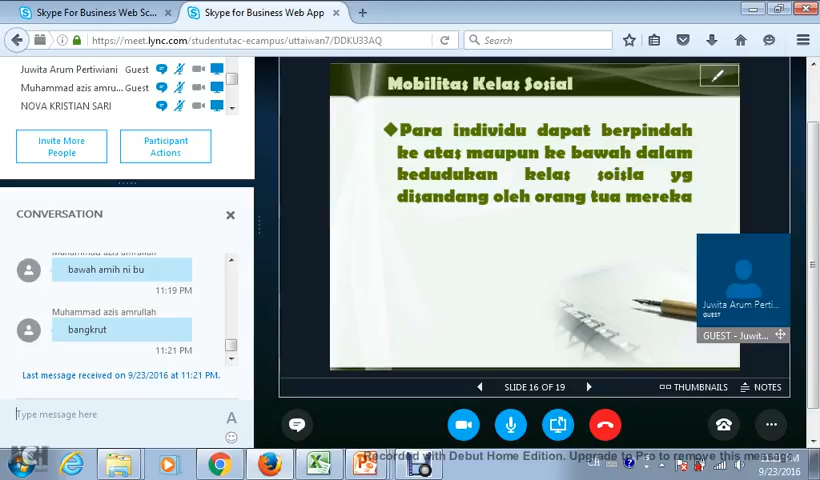 Skype For Business Web Sc...
Skype for Business Web App
https://meet.lync.com/studentutac-ecampus/uttaiwan7/DDKU33AQ
Search
Juwita Arum Pertiwiani Guest
Muhammad azis amru... Guest
NOVA KRISTIAN SARI
Invite More
People
Participant
Actions
CONVERSATION
Muhammad azis amrullah
bawah amih ni bu
11:19 PM
Muhammad azis amrullah
bangkrut
11:21 PM
Last message received on 9/23/2016 at 11:21 PM.
Type message here
Mobilitas Kelas Sosial
Para individu dapat berpindah
ke atas maupun ke bawah dalam
kedudukan kelas soisla yg
disandang oleh orang tua mereka
Juwita Arum Perti...
GUEST
GUEST - Juwit...
SLIDE 16 OF 19
THUMBNAILS
NOTES
Recorded with Debut Home Edition. Upgrade to Pro to remove this message.
CH
9/23/2016